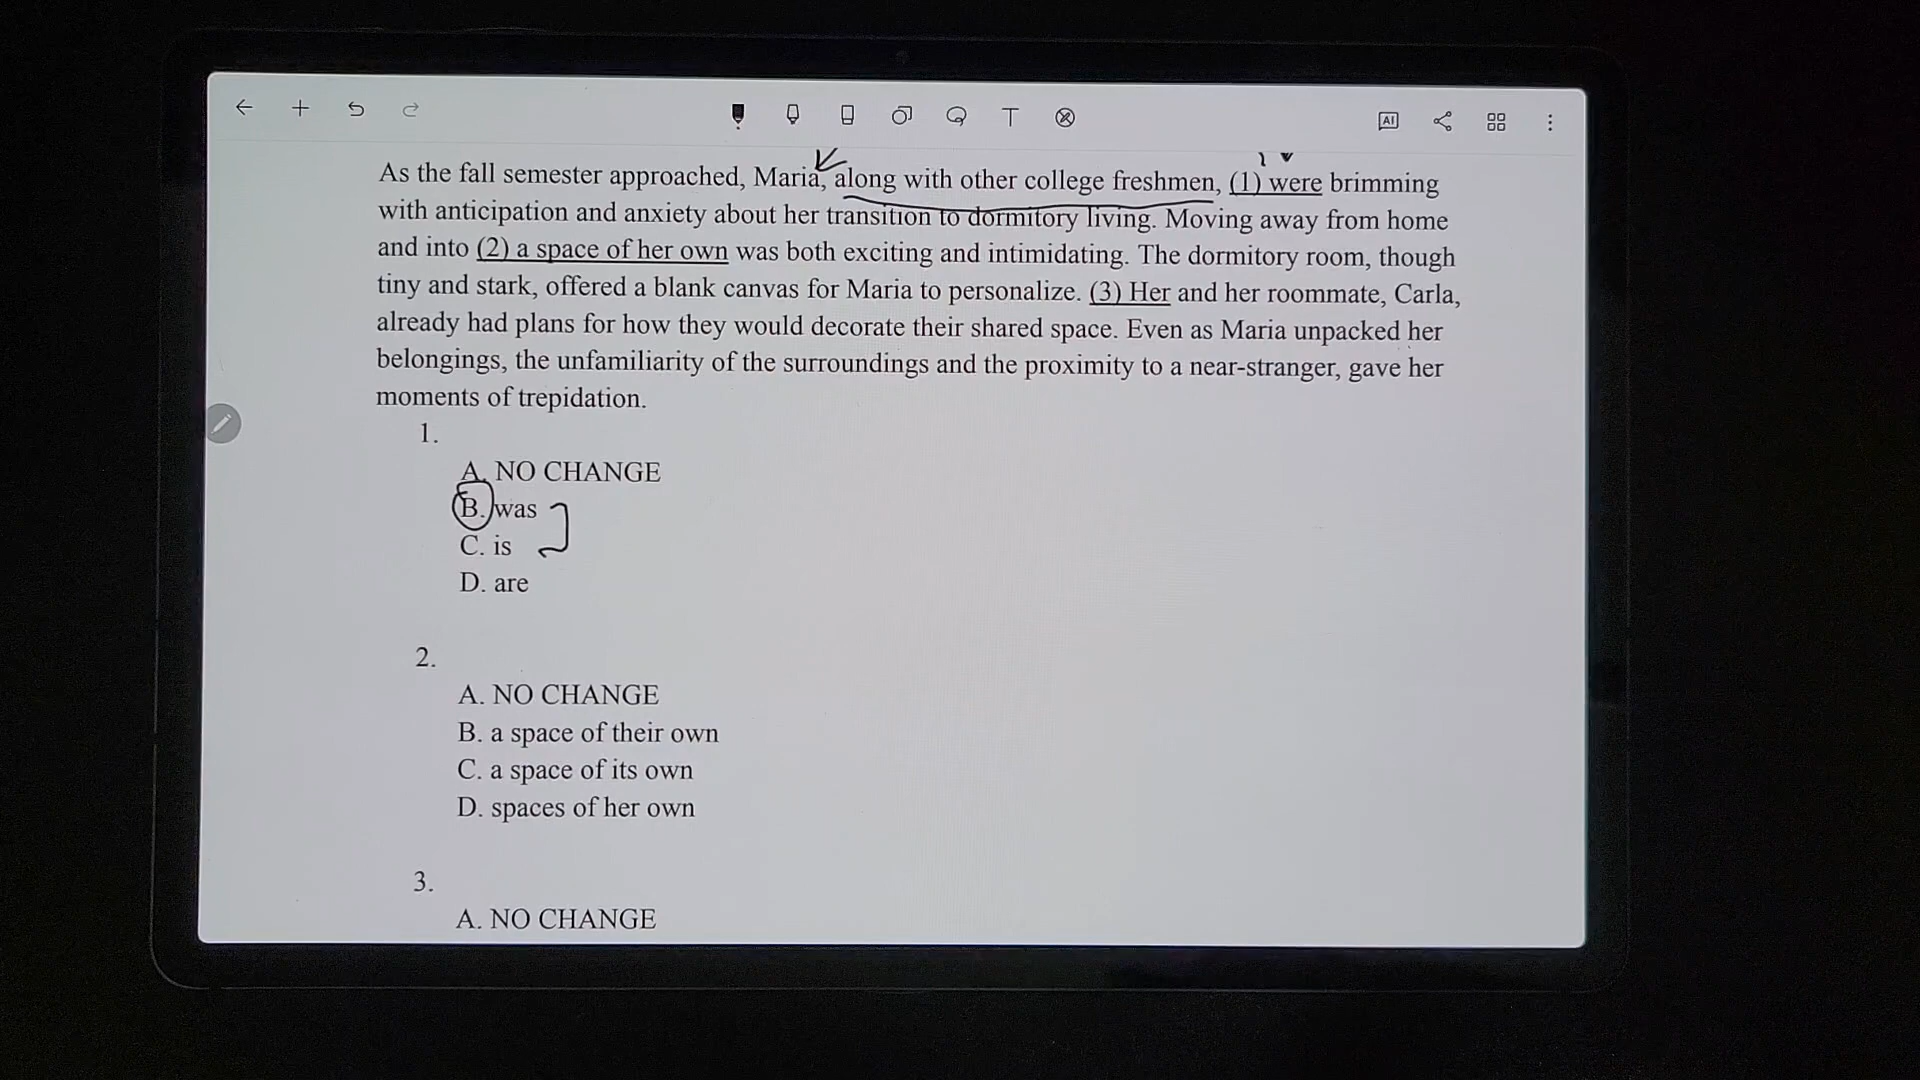 AI
As the fall semester approached, Maria, along with other college freshmen, (1) were brimming
with anticipation and anxiety about her transition to dormitory living. Moving away from home
and into (2) a space of her own was both exciting and intimidating. The dormitory room, though
tiny and stark, offered a blank canvas for Maria to personalize. (3) Her and her roommate, Carla,
already had plans for how they would decorate their shared space. Even as Maria unpacked her
belongings, the unfamiliarity of the surroundings and the proximity to a near-stranger, gave her
moments of trepidation.
1.
A. NO CHANGE
B. was
C. is
D. are
2.
A. NO CHANGE
B. a space of their own
C. a space of its own
D. spaces of her own
3.
A. NO CHANGE